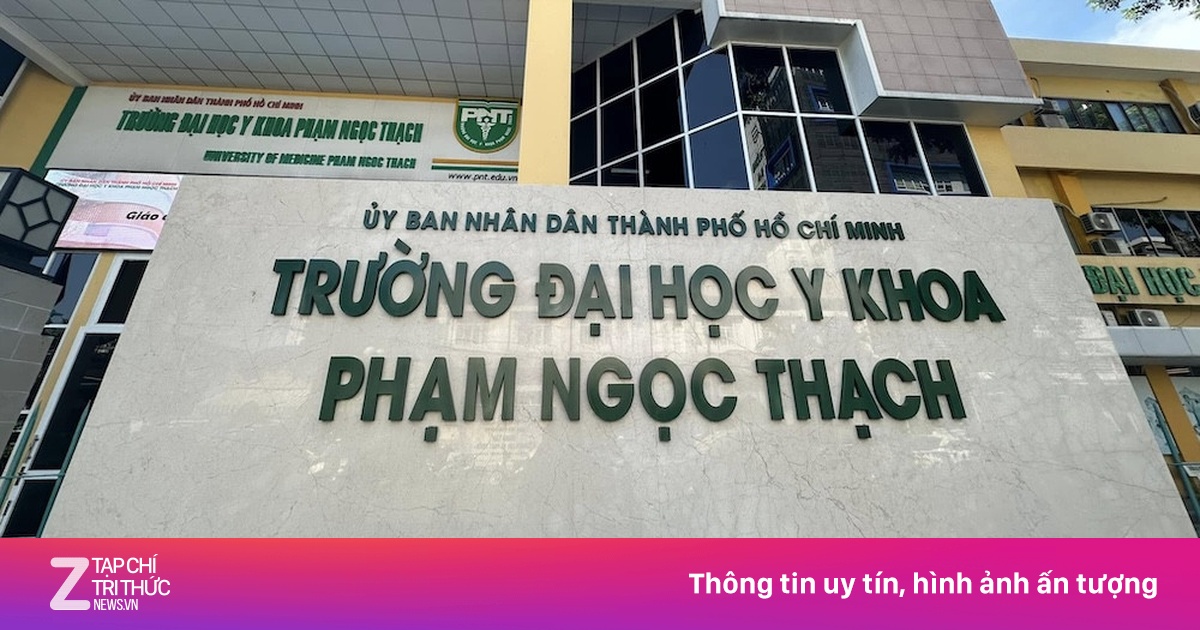 ỦY BAN NHÂN DÂN THÀNH PHỐ HỒ CHÍ MINH
TRƯỜNG ĐẠI HỌC Y KHOA PHẠM NGỌC THẠCH
UNIVERSITY OF MEDICINE PHAM NGOC THACH
PNT
www.pnt.edu.vn
Giáo
ỦY BAN NHÂN DÂN THÀNH PHỐ HỒ CHÍ MINH
TRƯỜNG ĐẠI HỌC Y KHOA
PHẠM NGỌC THẠCH
ĐẠI HỌC
Z TẠP CHÍ
TRI THỨC
NEWS.VN
Thông tin uy tín, hình ảnh ấn tượng